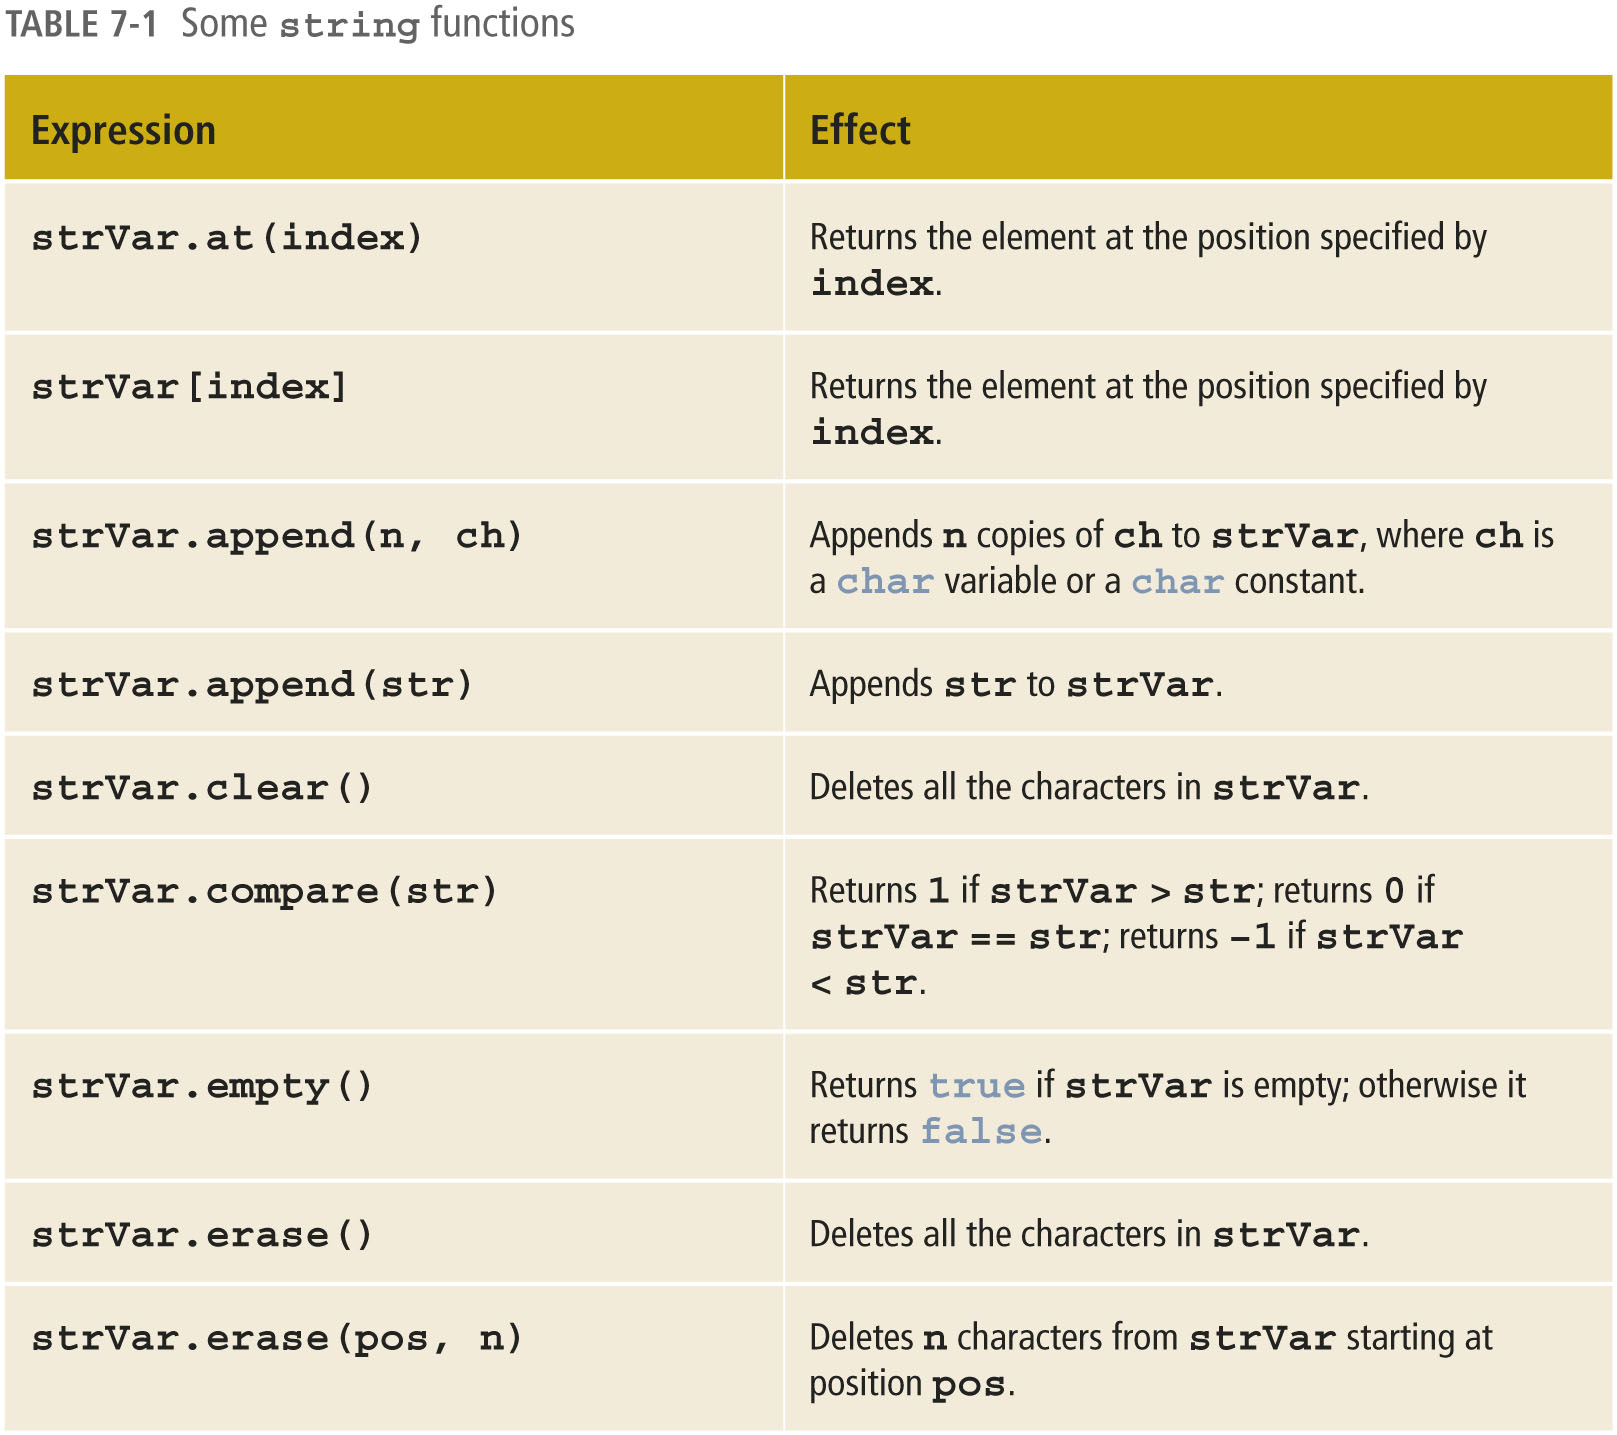 TABLE 7-1 Some string functions
Expression
Effect
strVar.at(index)
Returns the element at the position specified by
index.
strVar[index]
Returns the element at the position specified by
index.
strVar.append(n, ch)
Appends n copies of ch to strVar, where ch is
a char variable or a char constant.
strVar.append(str)
Appends str to strVar.
strVar.clear()
Deletes all the characters in strVar.
strVar.compare(str)
Returns 1 if strVar > str; returns 0 if
strVar == str; returns –1 if strVar
< str.
strVar.empty()
Returns true if strVar is empty; otherwise it
returns false.
strVar.erase()
Deletes all the characters in strVar.
strVar.erase(pos, n)
Deletes n characters from strVar starting at
position pos.